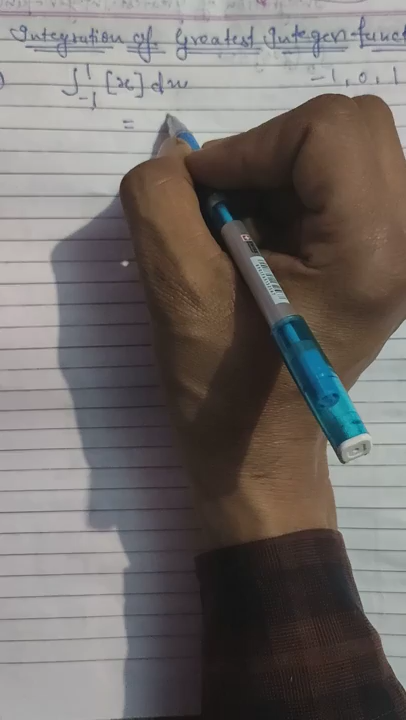 Integration of Greatest Integer funct
) ∫₋₁¹ [x] dx -1, 0, 1
=